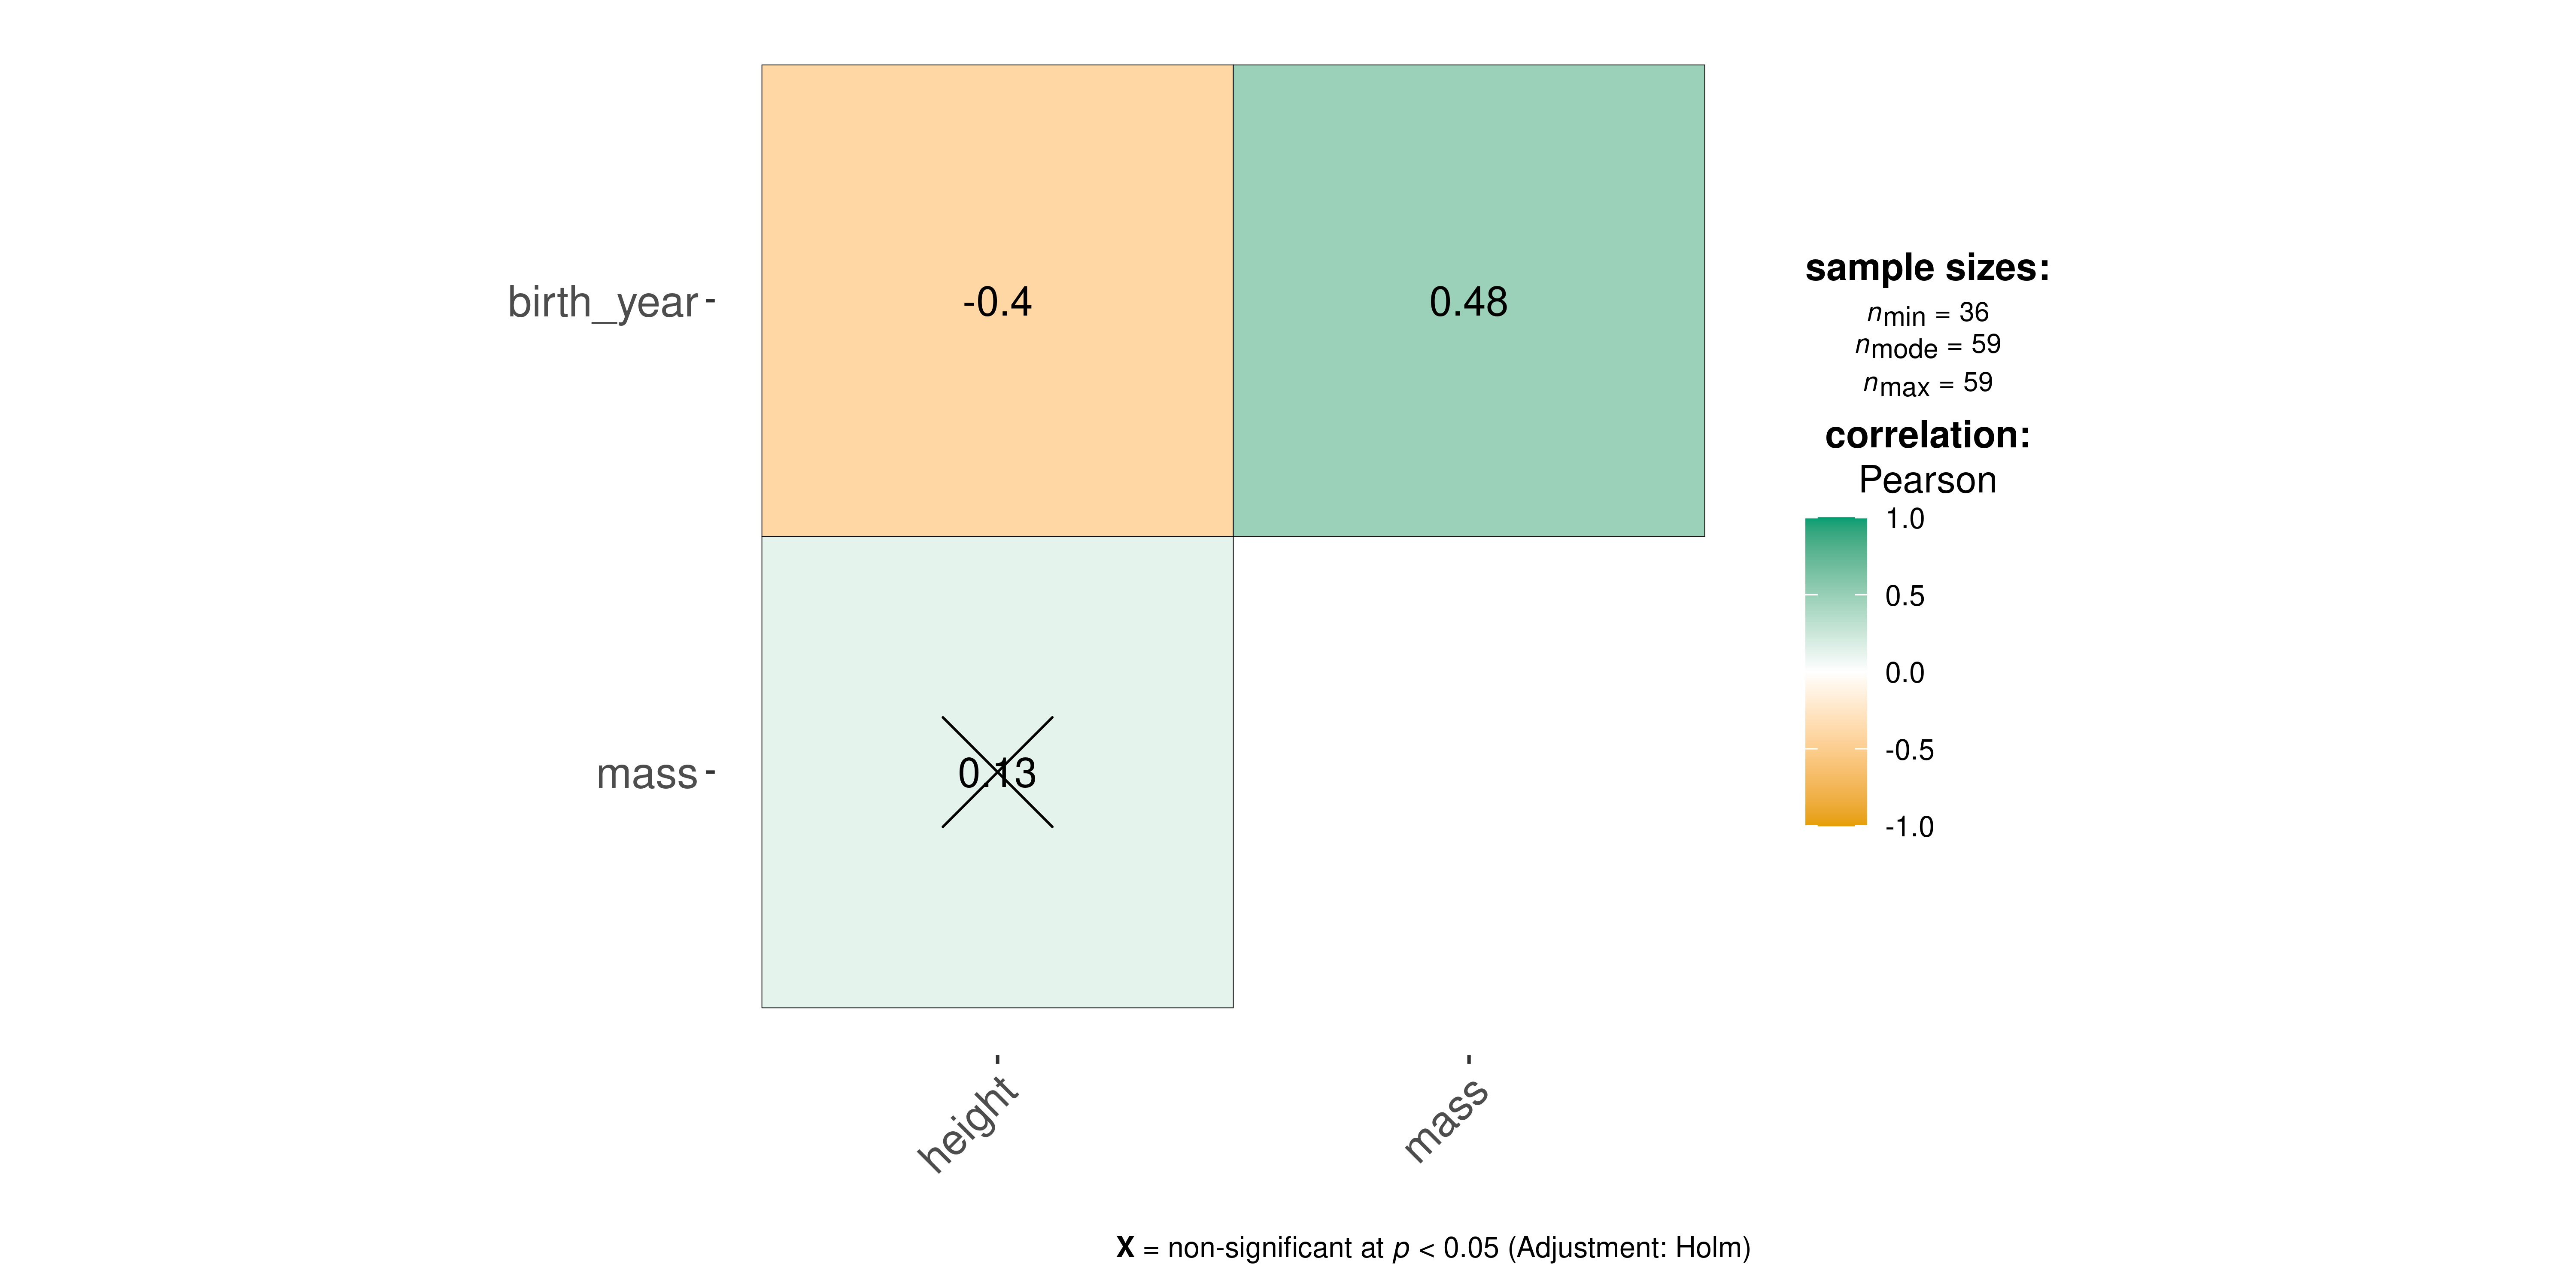 birth_year
-0.4
0.48
mass
0.13
height
mass
sample sizes:
nmin = 36
nmode = 59
nmax = 59
correlation:
Pearson
1.0
0.5
0.0
-0.5
-1.0
X = non-significant at p < 0.05 (Adjustment: Holm)